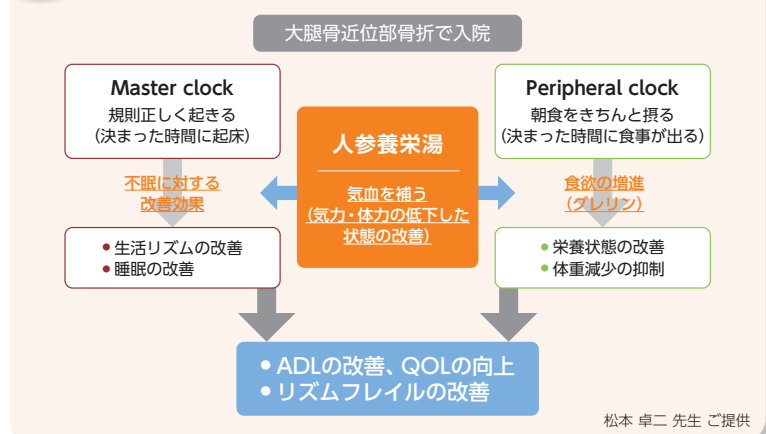 大腿骨近位部骨折で入院
Master clock
規則正しく起きる
(決まった時間に起床)
Peripheral clock
朝食をきちんと摂る
(決まった時間に食事が出る)
人参養栄湯
気血を補う
(気力・体力の低下した
状態の改善)
不眠に対する
改善効果
食欲の増進
(グレリン)
●生活リズムの改善
●睡眠の改善
●栄養状態の改善
●体重減少の抑制
●ADLの改善、QOLの向上
●リズムフレイルの改善
松本 卓二 先生 ご提供